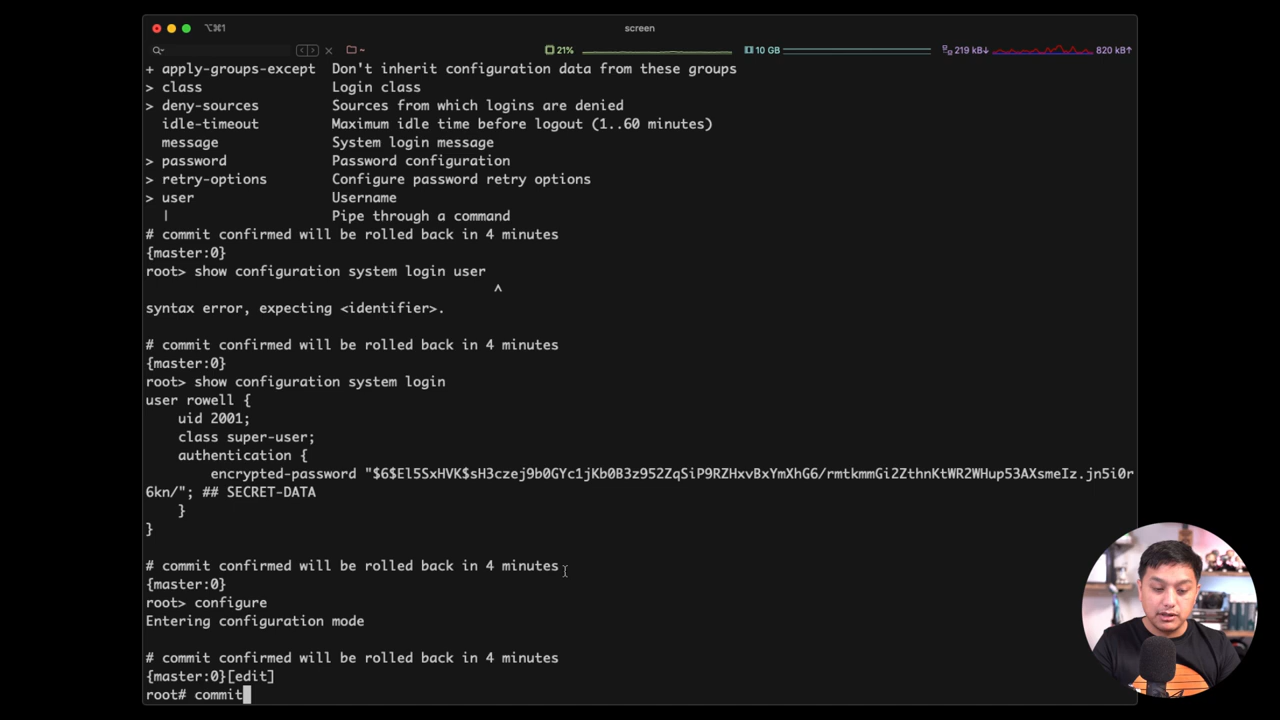 ⌥⌘1
screen
~
21%
10 GB
219 kB↓
820 kB↑
+ apply-groups-except  Don't inherit configuration data from these groups
> class                Login class
> deny-sources         Sources from which logins are denied
  idle-timeout         Maximum idle time before logout (1..60 minutes)
  message              System login message
> password             Password configuration
> retry-options        Configure password retry options
> user                 Username
  |                    Pipe through a command
# commit confirmed will be rolled back in 4 minutes
{master:0}
root> show configuration system login user
^
syntax error, expecting <identifier>.
# commit confirmed will be rolled back in 4 minutes
{master:0}
root> show configuration system login
user rowell {
    uid 2001;
    class super-user;
    authentication {
        encrypted-password "$6$El5SxHVK$sH3czej9b0GYc1jKb0B3z952ZqSiP9RZHxvBxYmXhG6/rmtkmmGi2ZthnKtWR2WHup53AXsmeIz.jn5i0r
6kn/"; ## SECRET-DATA
    }
}
# commit confirmed will be rolled back in 4 minutes
{master:0}
root> configure
Entering configuration mode
# commit confirmed will be rolled back in 4 minutes
{master:0}[edit]
root# commit